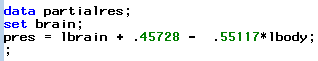 data partialres;
set brain;
pres = lbrain + .45728 - .55117*lbody;
;